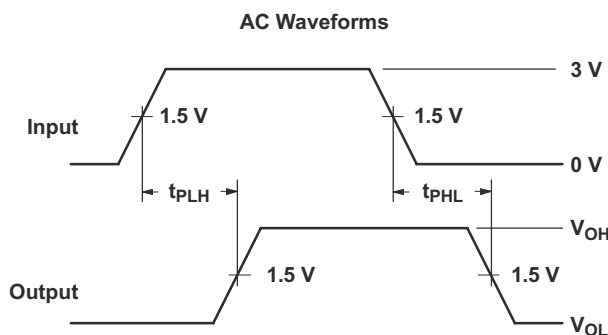 AC Waveforms
3 V
Input
1.5 V
1.5 V
0 V
tPLH
tPHL
VOH
Output
1.5 V
1.5 V
VOL